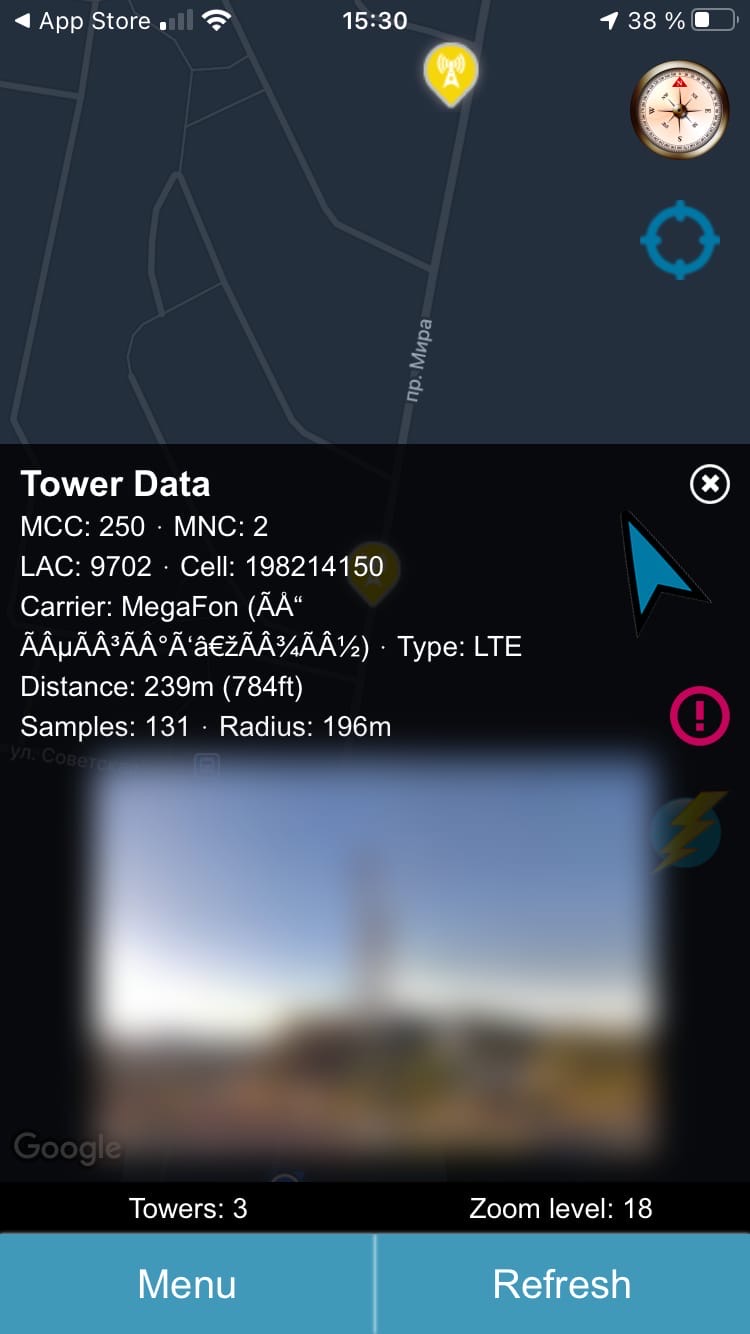 App Store
15:30
38 %
N
E
S
W
пр. Мира
Tower Data
MCC: 250 · MNC: 2
LAC: 9702 · Cell: 198214150
Carrier: MegaFon (ÃÅ“
ÃÂµÃÂ³ÃÂ°Ã‘â€žÃÂ¾ÃÂ½) · Type: LTE
Distance: 239m (784ft)
Samples: 131 · Radius: 196m
ул. Советская
Google
Towers: 3
Zoom level: 18
Menu
Refresh